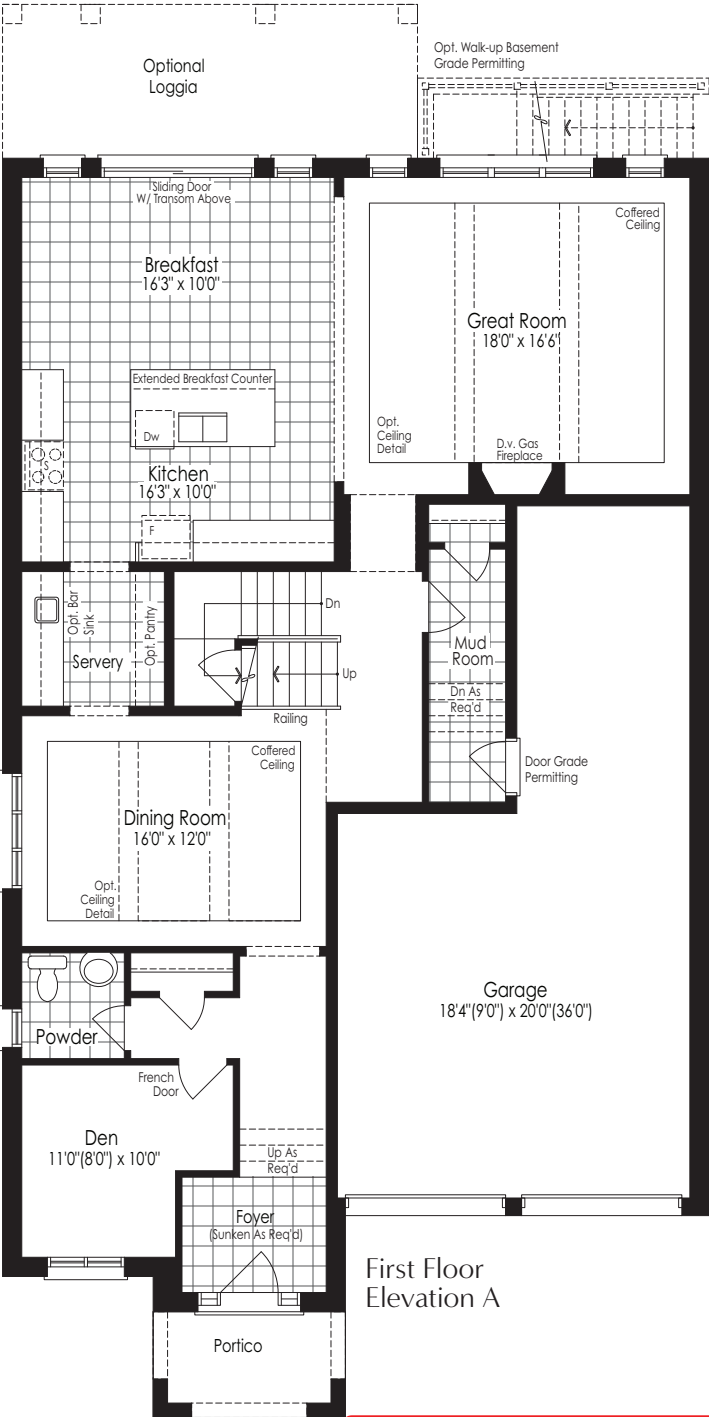 Optional
Loggia
Opt. Walk-up Basement
Grade Permitting
Sliding Door
W/ Transom Above
Coffered
Ceiling
Breakfast
16'3" x 10'0"
Great Room
18'0" x 16'6"
Extended Breakfast Counter
Dw
Opt.
Ceiling
Detail
D.v. Gas
Fireplace
S
Kitchen
16'3" x 10'0"
F
Opt. Bar
Sink
Opt. Pantry
Servery
Dn
Up
Railing
Mud
Room
Dn As
Req'd
Door Grade
Permitting
Coffered
Ceiling
Dining Room
16'0" x 12'0"
Opt.
Ceiling
Detail
Garage
18'4"(9'0") x 20'0"(36'0")
Powder
French
Door
Den
11'0"(8'0") x 10'0"
Up As
Req'd
Foyer
(Sunken As Req'd)
First Floor
Elevation A
Portico